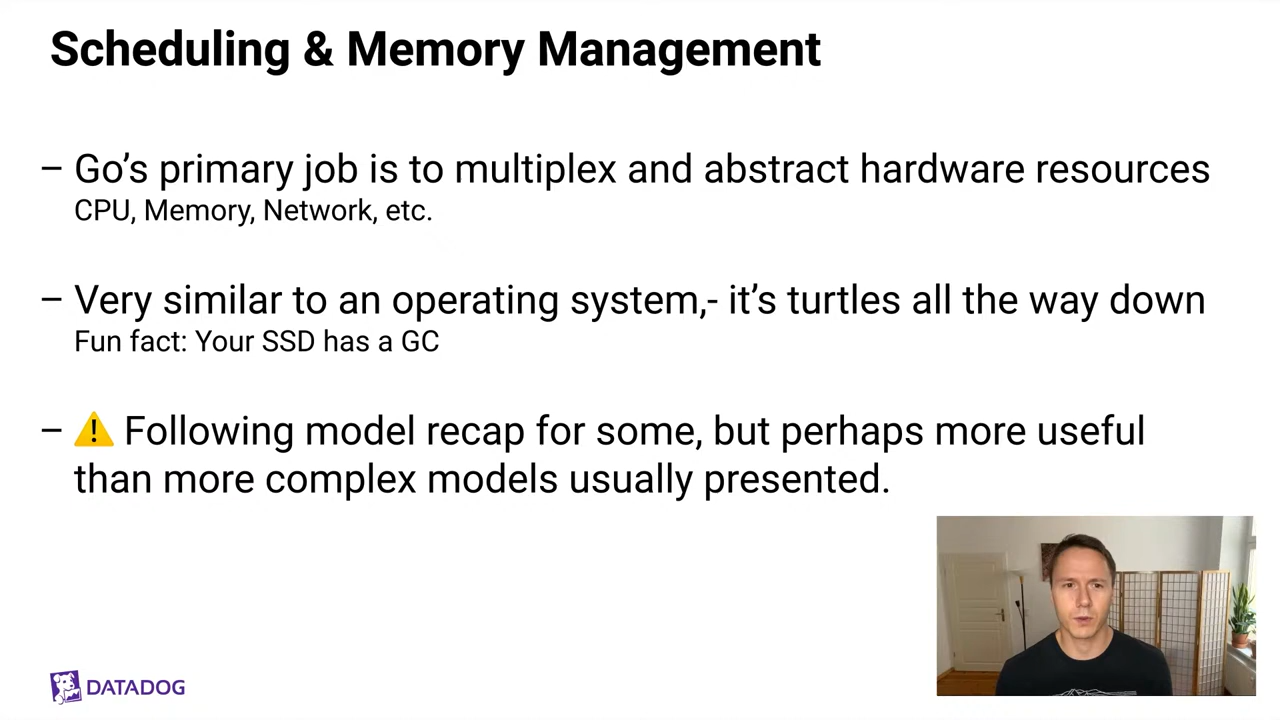 Scheduling & Memory Management
– Go’s primary job is to multiplex and abstract hardware resources
CPU, Memory, Network, etc.
– Very similar to an operating system,- it’s turtles all the way down
Fun fact: Your SSD has a GC
– ⚠️ Following model recap for some, but perhaps more useful
than more complex models usually presented.
DATADOG